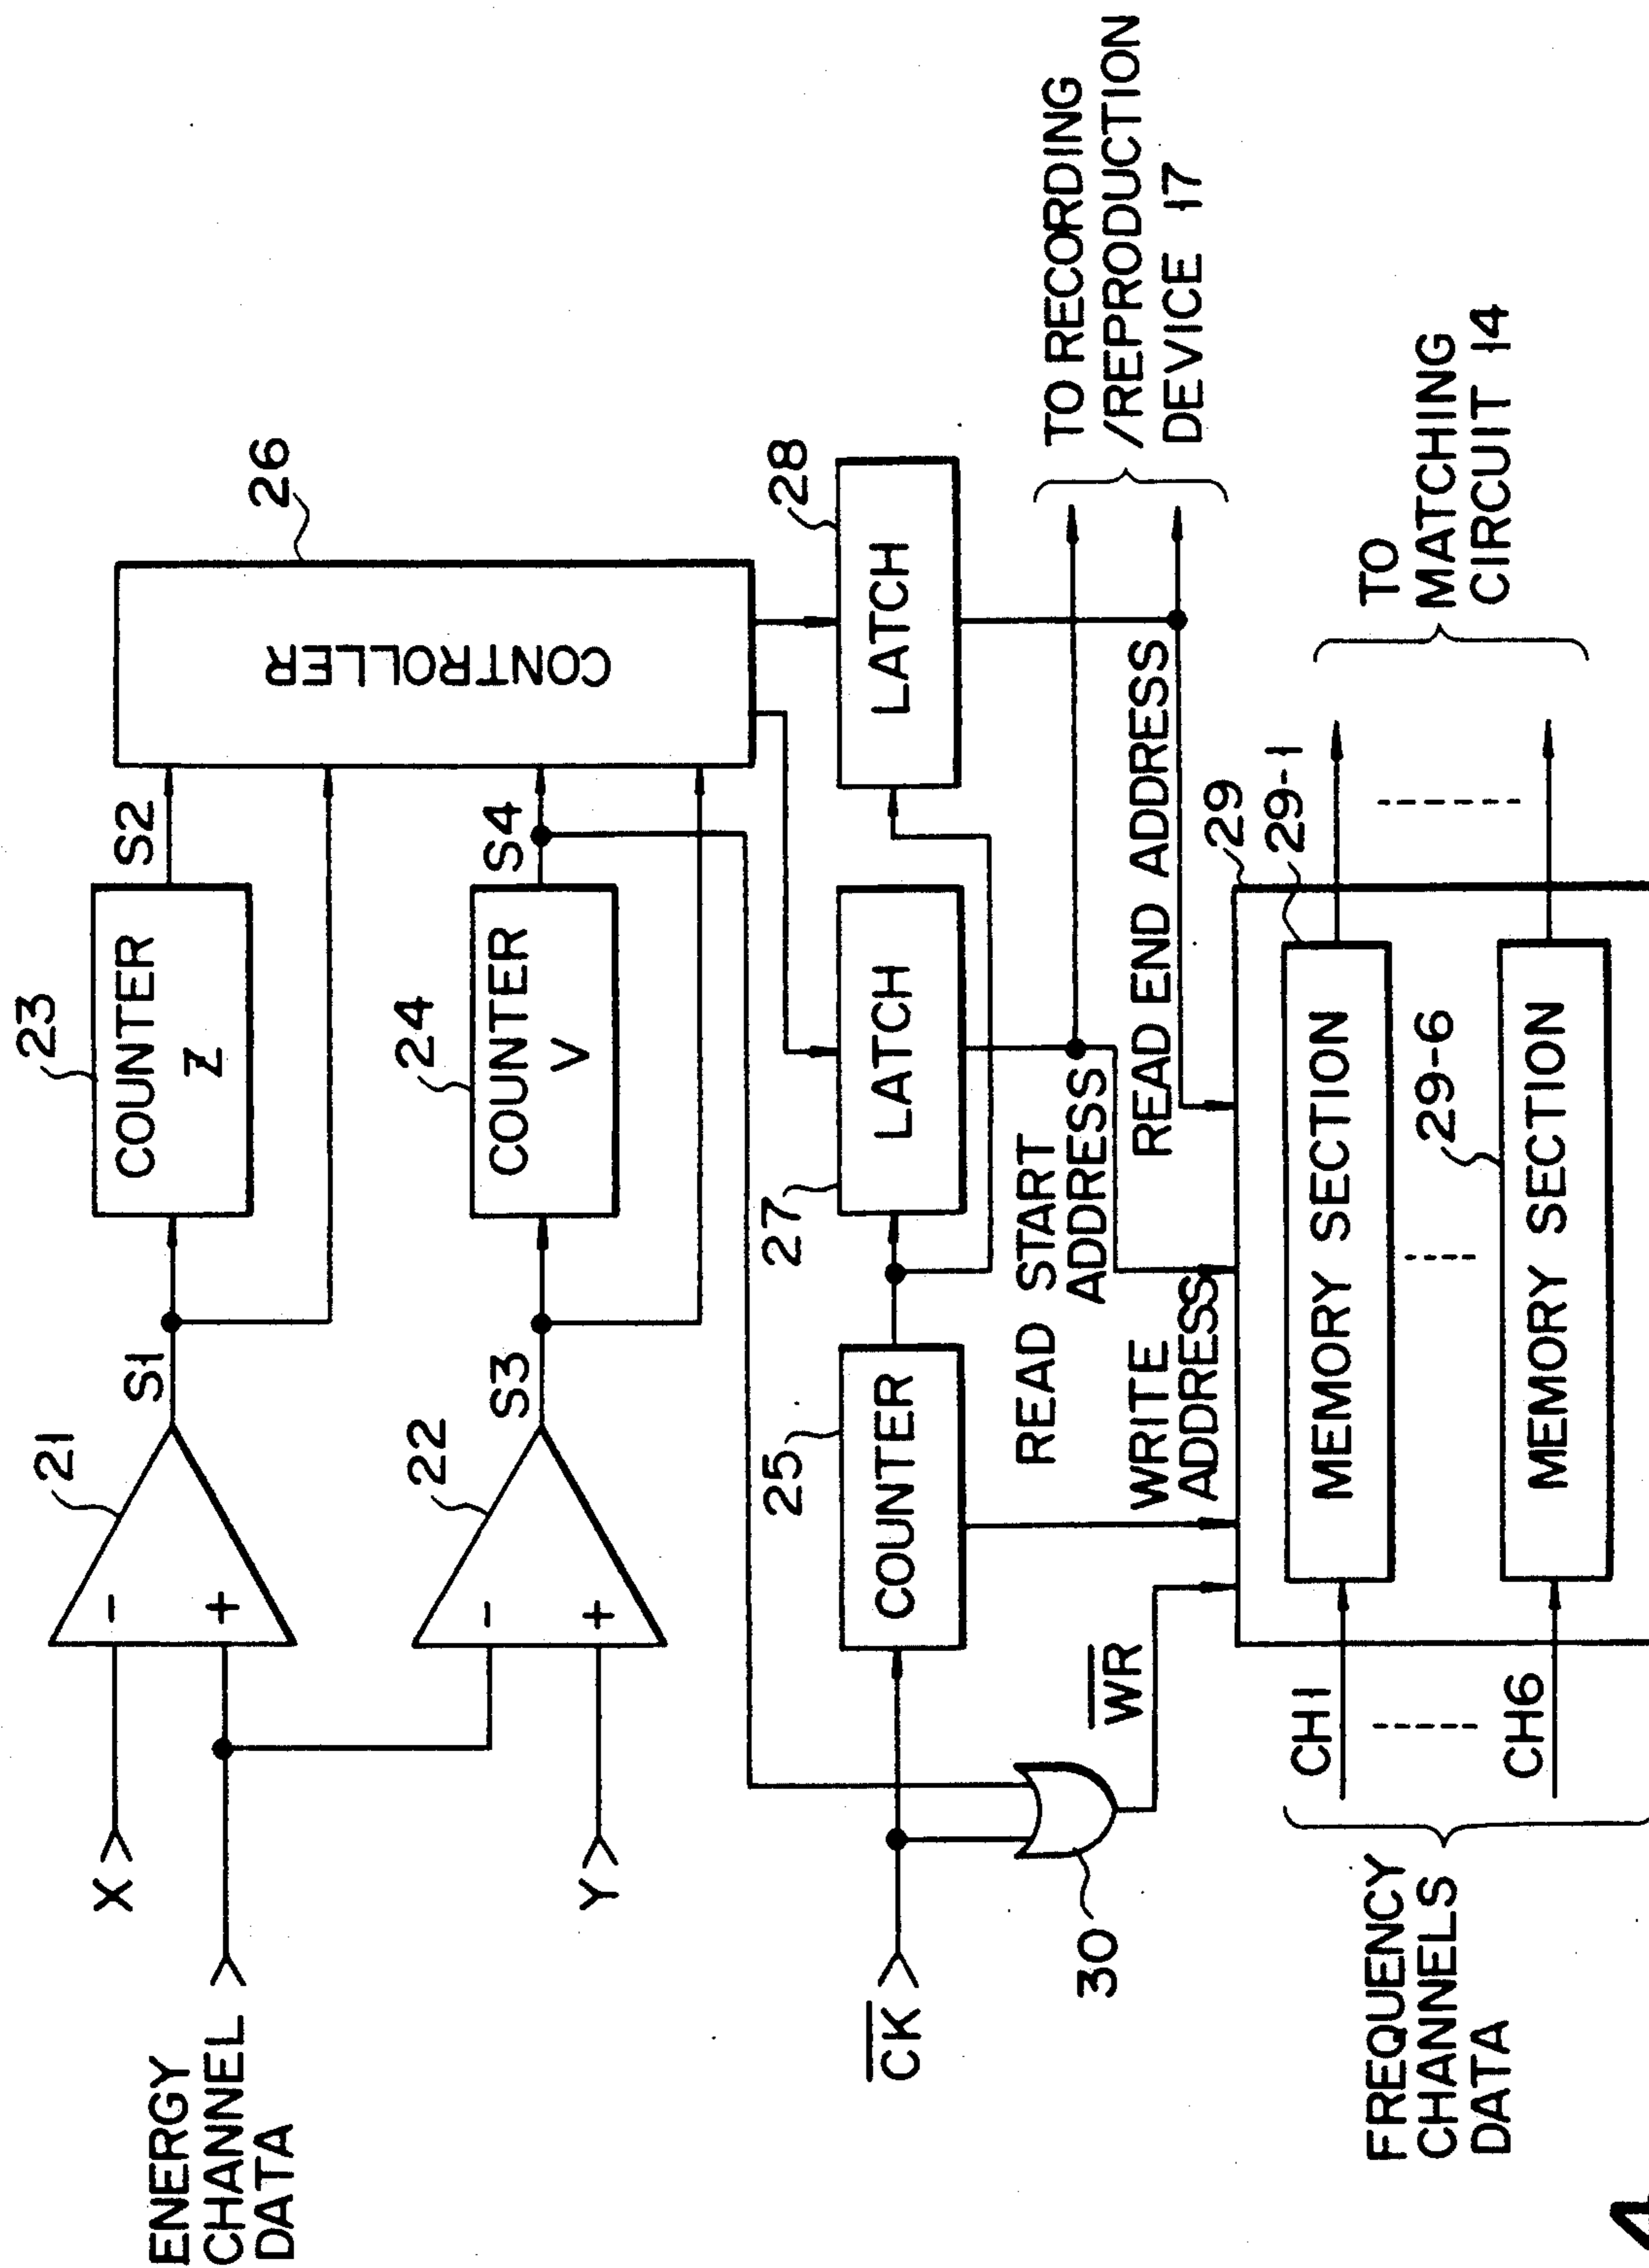 X
ENERGY
CHANNEL
DATA
Y
-
+
21
S1
-
+
22
S3
23
COUNTER
Z
S2
24
COUNTER
V
S4
26
CONTROLLER
CK
25
COUNTER
27
LATCH
28
LATCH
30
WR
WRITE
ADDRESS
READ START
ADDRESS
READ END ADDRESS
TO RECORDING
/REPRODUCTION
DEVICE 17
29
29-1
FREQUENCY
CHANNELS
DATA
CH1
CH6
MEMORY SECTION
29-6
MEMORY SECTION
TO
MATCHING
CIRCUIT 14